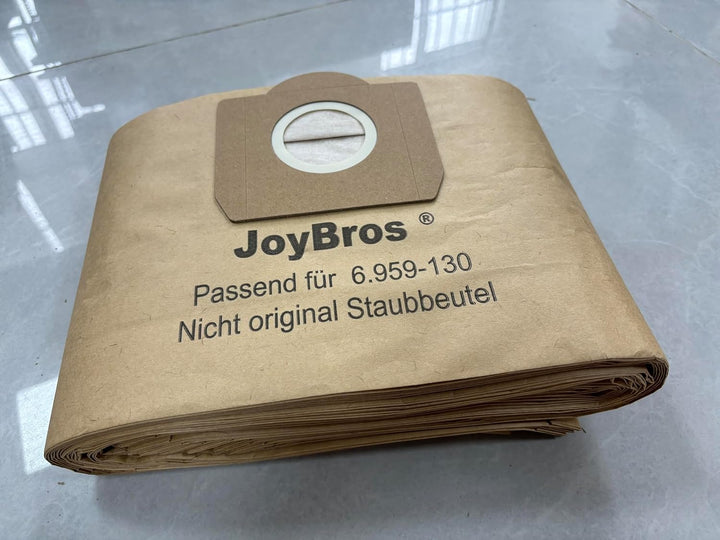 JoyBros ®
Passend für 6.959-130
Nicht original Staubbeutel